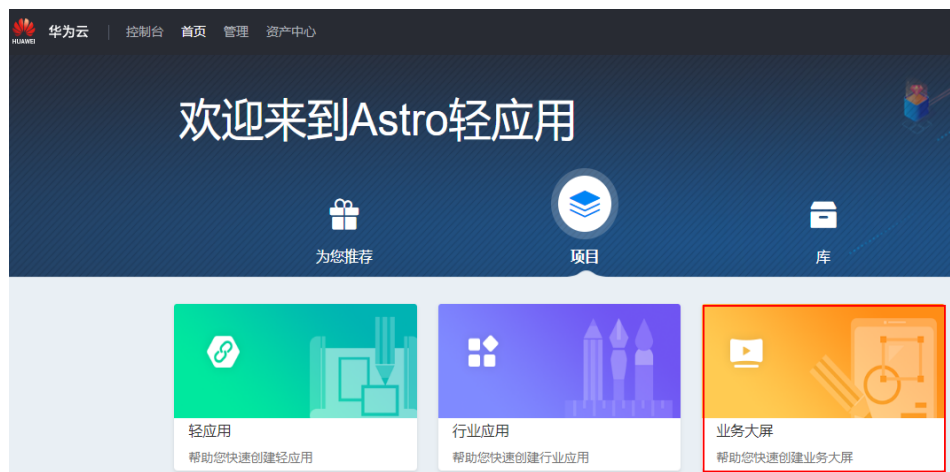 HUAWEI 华为云 控制台 首页 管理 资产中心
欢迎来到Astro轻应用
为您推荐 项目 库
轻应用 行业应用 业务大屏
帮助您快速创建轻应用 帮助您快速创建行业应用 帮助您快速创建业务大屏